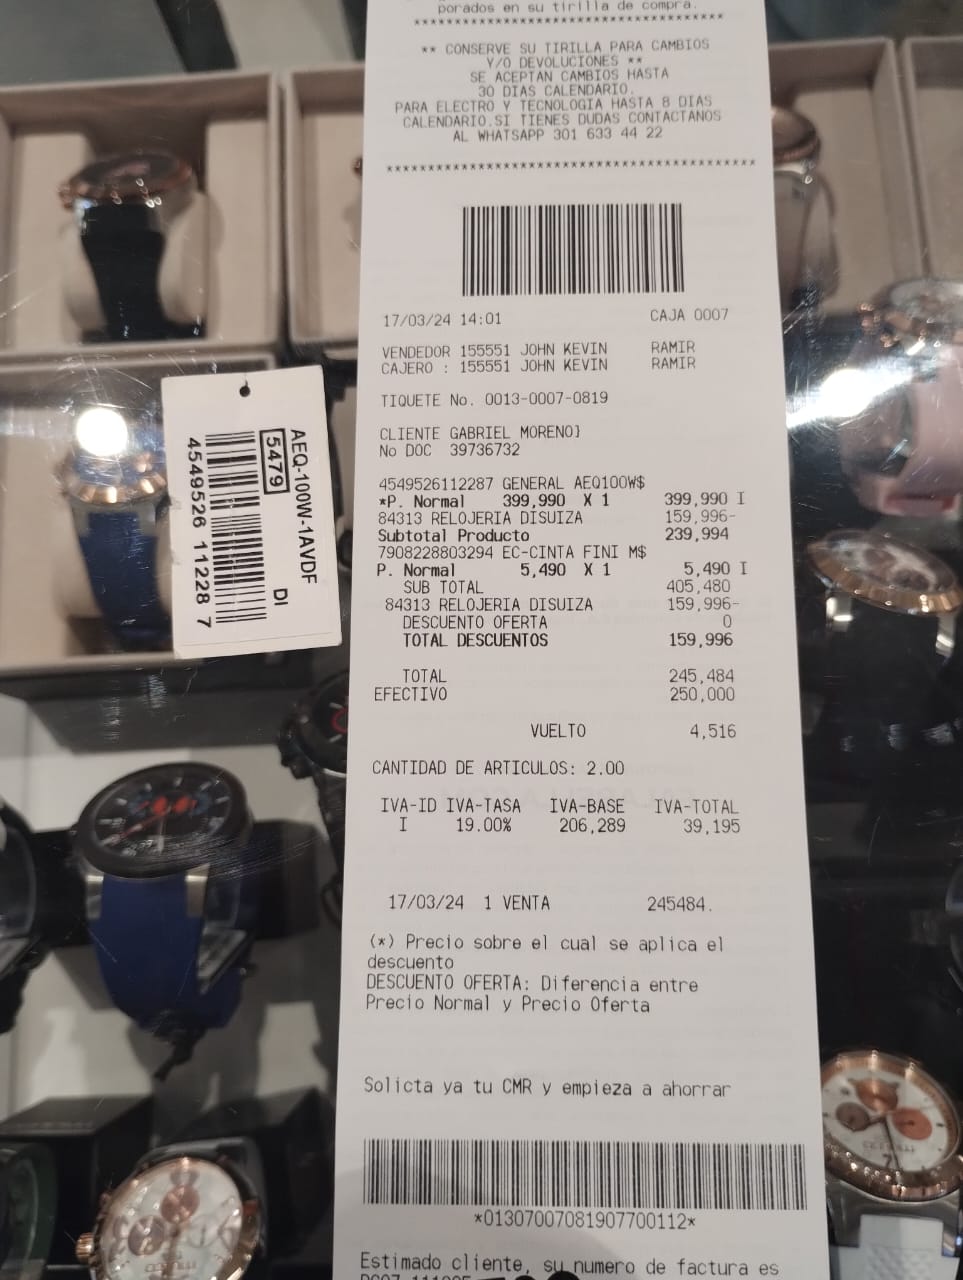 porados en su tirilla de compra.
** CONSERVE SU TIRILLA PARA CAMBIOS
Y/O DEVOLUCIONES **
SE ACEPTAN CAMBIOS HASTA
30 DIAS CALENDARIO.
PARA ELECTRO Y TECNOLOGIA HASTA 8 DIAS
CALENDARIO.SI TIENES DUDAS CONTACTANOS
AL WHATSAPP 301 633 44 22
17/03/24 14:01 CAJA 0007
VENDEDOR 155551 JOHN KEVIN RAMIR
CAJERO : 155551 JOHN KEVIN RAMIR
TIQUETE No. 0013-0007-0819
CLIENTE GABRIEL MORENO}
No DOC 39736732
4549526112287 GENERAL AEQ100W$
*P. Normal 399,990 X 1 399,990 I
84313 RELOJERIA DISUIZA 159,996-
Subtotal Producto 239,994
7908228803294 EC-CINTA FINI M$
P. Normal 5,490 X 1 5,490 I
SUB TOTAL 405,480
84313 RELOJERIA DISUIZA 159,996-
DESCUENTO OFERTA 0
TOTAL DESCUENTOS 159,996
TOTAL 245,484
EFECTIVO 250,000
VUELTO 4,516
CANTIDAD DE ARTICULOS: 2.00
IVA-ID IVA-TASA IVA-BASE IVA-TOTAL
I 19.00% 206,289 39,195
17/03/24 1 VENTA 245484.
(*) Precio sobre el cual se aplica el
descuento
DESCUENTO OFERTA: Diferencia entre
Precio Normal y Precio Oferta
Solicta ya tu CMR y empieza a ahorrar
*01307007081907700112*
Estimado cliente, su numero de factura es
AEQ-100W-1AVDF DI
5479
4549526 11228 7